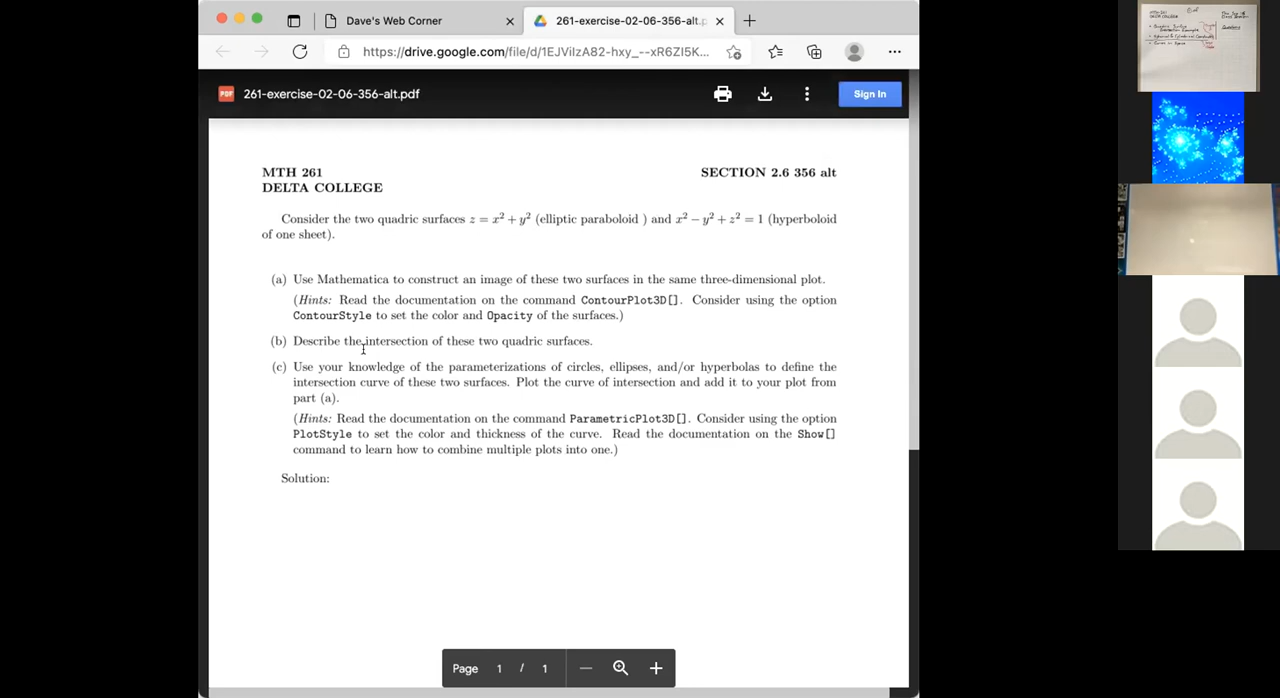 Dave's Web Corner
261-exercise-02-06-356-alt.p
https://drive.google.com/file/d/1EJViIzA82-hxy_--xR6ZI5K...
PDF 261-exercise-02-06-356-alt.pdf
Sign In
MTH 261
SECTION 2.6 356 alt
DELTA COLLEGE
Consider the two quadric surfaces z = x² + y² (elliptic paraboloid ) and x² − y² + z² = 1 (hyperboloid
of one sheet).
(a) Use Mathematica to construct an image of these two surfaces in the same three-dimensional plot.
(Hints: Read the documentation on the command ContourPlot3D[]. Consider using the option
ContourStyle to set the color and Opacity of the surfaces.)
(b) Describe the intersection of these two quadric surfaces.
(c) Use your knowledge of the parameterizations of circles, ellipses, and/or hyperbolas to define the
intersection curve of these two surfaces. Plot the curve of intersection and add it to your plot from
part (a).
(Hints: Read the documentation on the command ParametricPlot3D[]. Consider using the option
PlotStyle to set the color and thickness of the curve. Read the documentation on the Show[]
command to learn how to combine multiple plots into one.)
Solution:
Page 1 / 1
MTH 261
DELTA COLLEGE